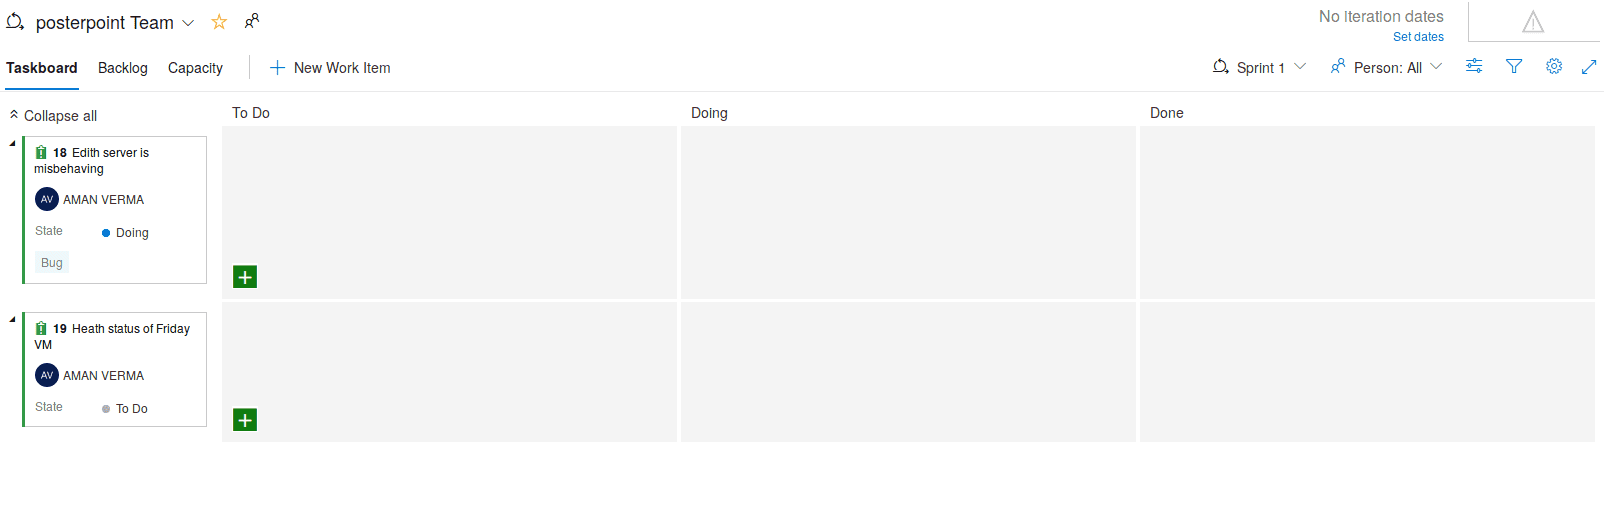 posterpoint Team
No iteration dates
Set dates
Taskboard
Backlog
Capacity
New Work Item
Sprint 1
Person: All
Collapse all
To Do
Doing
Done
18 Edith server is
misbehaving
AV AMAN VERMA
State Doing
Bug
19 Heath status of Friday
VM
AV AMAN VERMA
State To Do